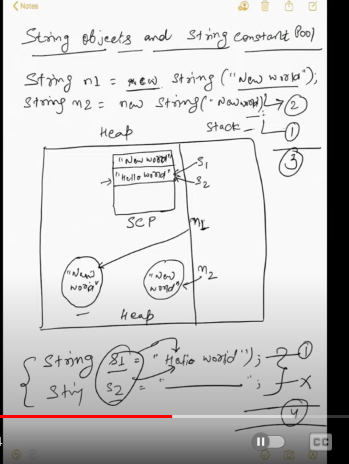 Notes
String objects and String constant Pool
String n1 = new String ("New world");
String n2 = new String("New world
2
Heap
Stack
1
3
"New world"
"Hello world"
S1
S2
SCP
n1
"New world"
"New world"
n2
Heap
String S1 = "Hello world"); 1
S2 = " "; x
4
CC